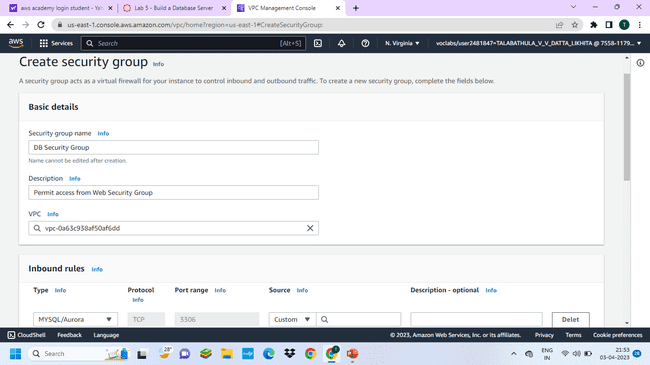 aws academy login student - Yah
Lab 5 - Build a Database Server
VPC Management Console
us-east-1.console.aws.amazon.com/vpc/home?region=us-east-1#CreateSecurityGroup:
T
aws
Services
Search
[Alt+S]
N. Virginia
voclabs/user2481847=TALABATHULA_V_V_DATTA_LIKHITA @ 7558-1179...
Create security group Info
A security group acts as a virtual firewall for your instance to control inbound and outbound traffic. To create a new security group, complete the fields below.
Basic details
Security group name Info
DB Security Group
Name cannot be edited after creation.
Description Info
Permit access from Web Security Group
VPC Info
vpc-0a63c938af50af6dd
Inbound rules Info
Type Info Protocol Info Port range Info Source Info Description - optional Info
MYSQL/Aurora TCP 3306 Custom Delet
CloudShell Feedback Language © 2023, Amazon Web Services, Inc. or its affiliates. Privacy Terms Cookie preferences
Search 28° ENG IN 21:53 03-04-2023 26